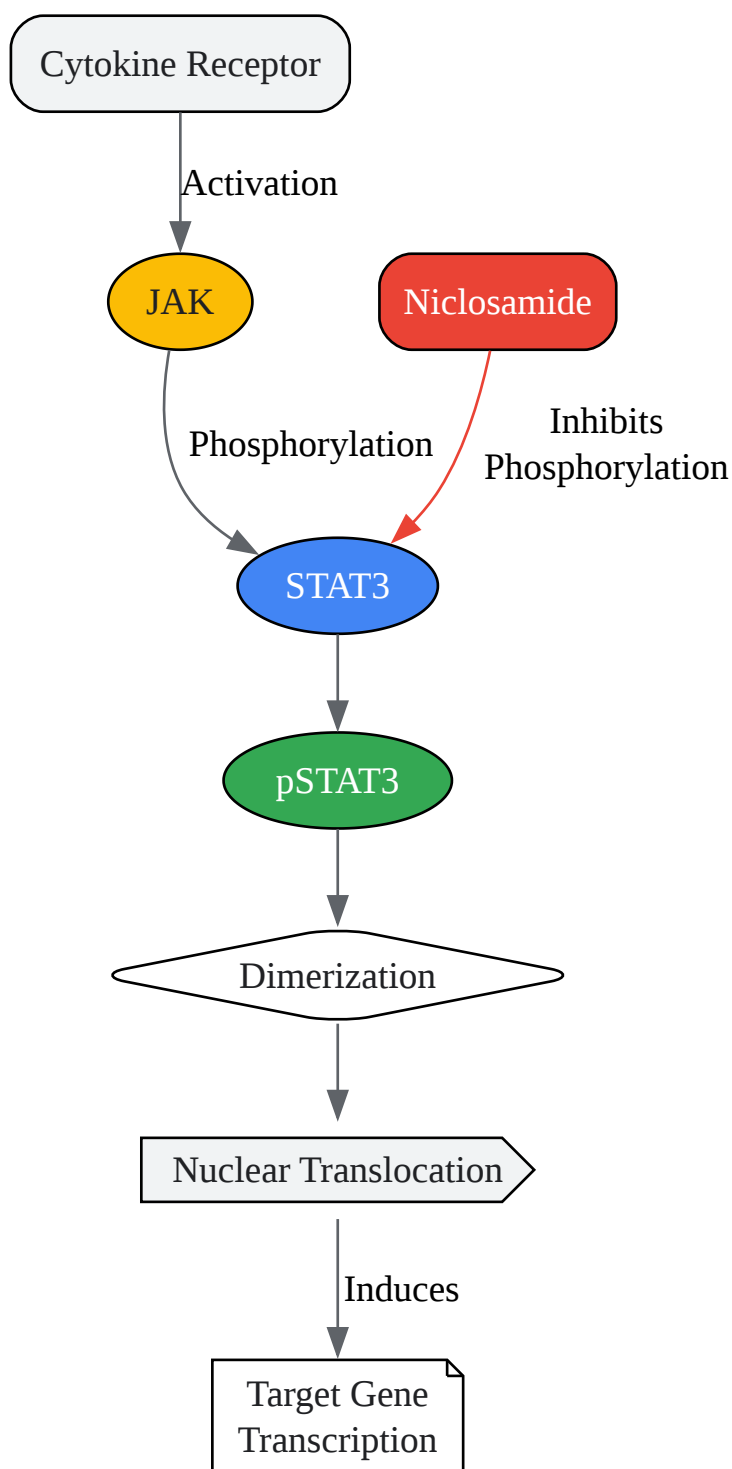 Cytokine Receptor
Activation
JAK
Niclosamide
Phosphorylation
Inhibits
Phosphorylation
STAT3
pSTAT3
Dimerization
Nuclear Translocation
Induces
Target Gene
Transcription